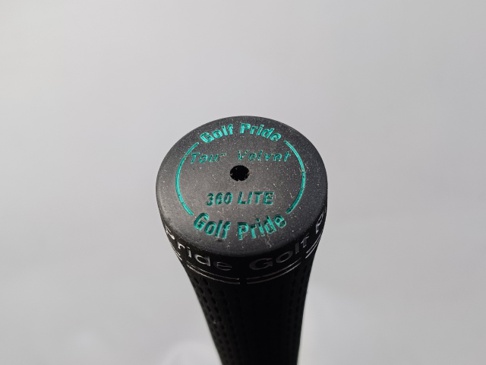 Golf Pride
Tour Velvet
360 LITE
Golf Pride
Pride Golf P